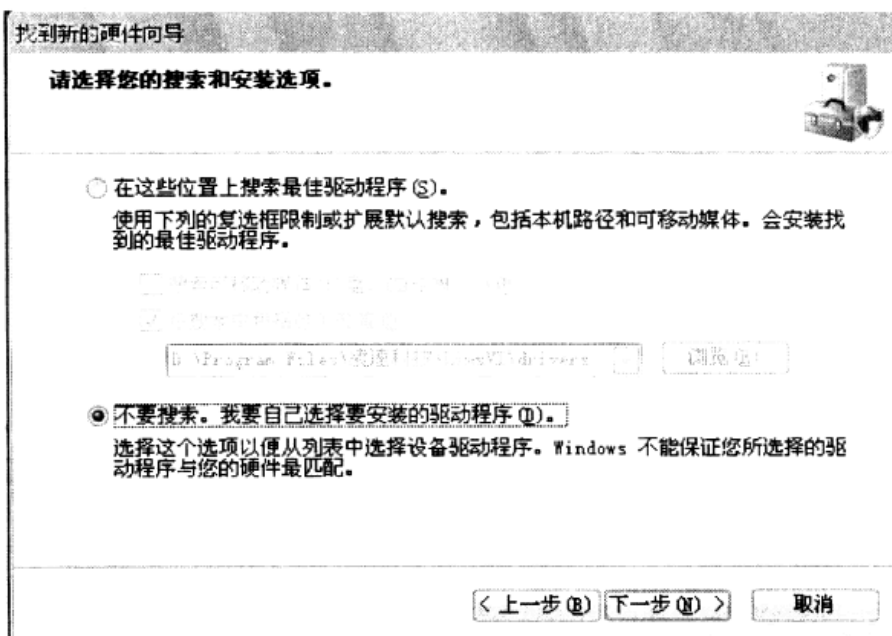 找到新的硬件向导
请选择您的搜索和安装选项。
在这些位置上搜索最佳驱动程序(S)。
使用下列的复选框限制或扩展默认搜索，包括本机路径和可移动媒体。会安装找
到的最佳驱动程序。
D:\Program Files\
浏览(R)
不要搜索。我要自己选择要安装的驱动程序(D)。
选择这个选项以便从列表中选择设备驱动程序。Windows 不能保证您所选择的驱
动程序与您的硬件最匹配。
< 上一步(B) 下一步(N) > 取消